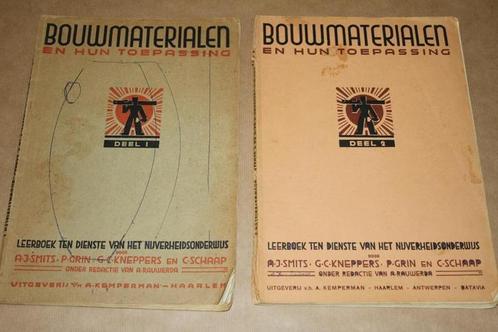 BOUWMATERIALEN
EN HUN TOEPASSING
DEEL 1
LEERBOEK TEN DIENSTE VAN HET NIJVERHEIDSONDERWIJS
DOOR
A.J.SMITS · P.GRIN · G.C.KNEPPERS EN C.SCHAAP
ONDER REDACTIE VAN A.RAUWERDA
UITGEVERIJ V/H A.KEMPERMAN — HAARLEM
BOUWMATERIALEN
EN HUN TOEPASSING
DEEL 2
LEERBOEK TEN DIENSTE VAN HET NIJVERHEIDSONDERWIJS
DOOR
A.J.SMITS · G.C.KNEPPERS · P.GRIN EN C.SCHAAP
ONDER REDACTIE VAN A.RAUWERDA
UITGEVERIJ v.h. A. KEMPERMAN - HAARLEM - ANTWERPEN - BATAVIA